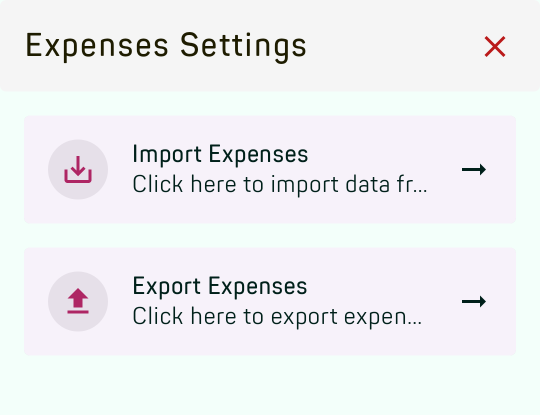 Expenses Settings
Import Expenses
Click here to import data fr...
Export Expenses
Click here to export expen...